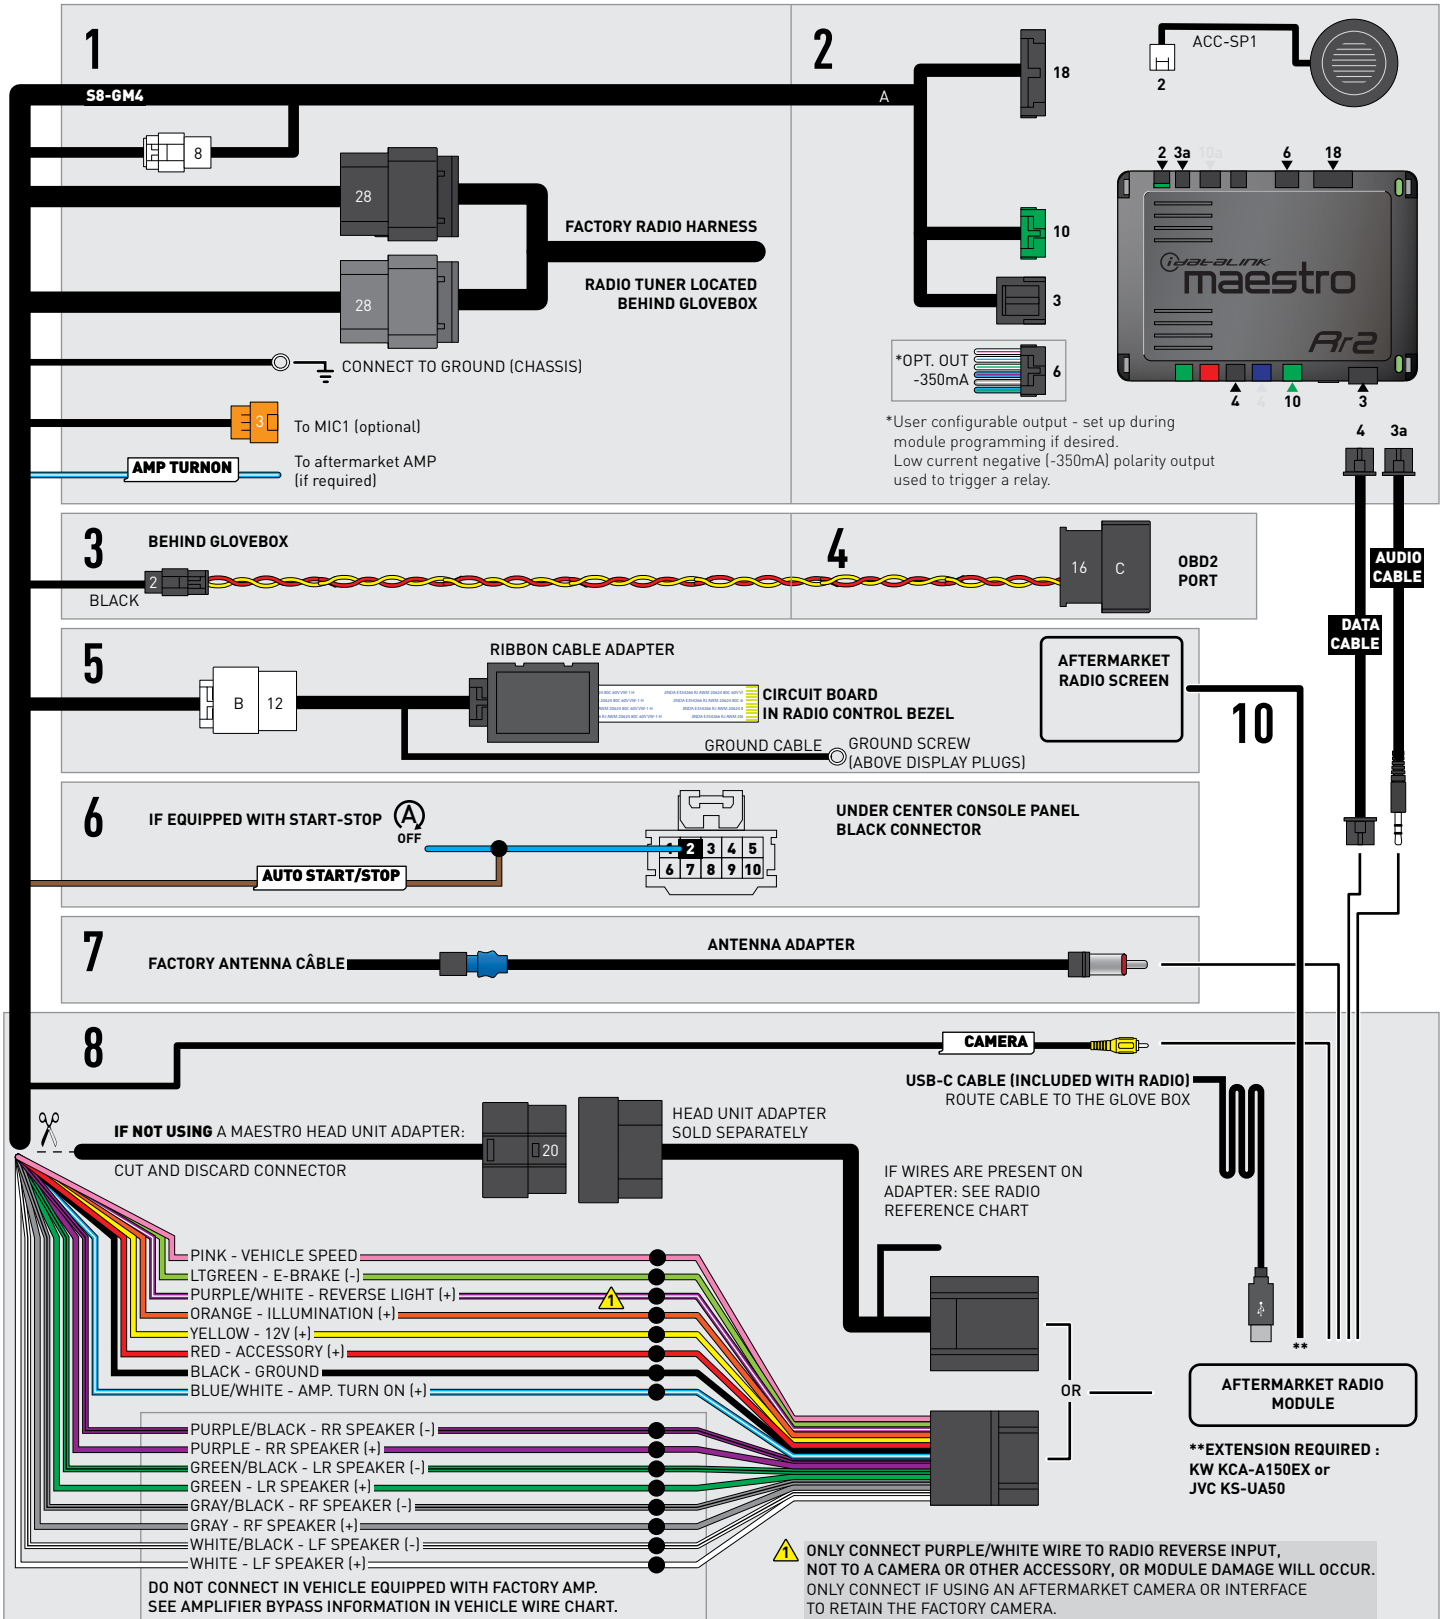 1
S8-GM4
8
28
FACTORY RADIO HARNESS
RADIO TUNER LOCATED
BEHIND GLOVEBOX
28
CONNECT TO GROUND (CHASSIS)
3
To MIC1 (optional)
AMP TURNON
To aftermarket AMP
(if required)
2
A
18
10
3
*OPT. OUT
-350mA
6
*User configurable output - set up during
module programming if desired.
Low current negative (-350mA) polarity output
used to trigger a relay.
ACC-SP1
2
2 3a 10a 6 18
idatalink
maestro
Rr2
4 4 10 3
4 3a
AUDIO
CABLE
DATA
CABLE
3
BEHIND GLOVEBOX
2
BLACK
4
16 C
OBD2
PORT
5
B 12
RIBBON CABLE ADAPTER
CIRCUIT BOARD
IN RADIO CONTROL BEZEL
GROUND CABLE
GROUND SCREW
(ABOVE DISPLAY PLUGS)
AFTERMARKET
RADIO SCREEN
10
6
IF EQUIPPED WITH START-STOP
A
OFF
AUTO START/STOP
1 2 3 4 5
6 7 8 9 10
UNDER CENTER CONSOLE PANEL
BLACK CONNECTOR
7
FACTORY ANTENNA CÂBLE
ANTENNA ADAPTER
8
CAMERA
USB-C CABLE (INCLUDED WITH RADIO)
ROUTE CABLE TO THE GLOVE BOX
IF NOT USING A MAESTRO HEAD UNIT ADAPTER:
CUT AND DISCARD CONNECTOR
20
HEAD UNIT ADAPTER
SOLD SEPARATELY
IF WIRES ARE PRESENT ON
ADAPTER: SEE RADIO
REFERENCE CHART
PINK - VEHICLE SPEED
LTGREEN - E-BRAKE (-)
PURPLE/WHITE - REVERSE LIGHT (+)
1
ORANGE - ILLUMINATION (+)
YELLOW - 12V (+)
RED - ACCESSORY (+)
BLACK - GROUND
BLUE/WHITE - AMP. TURN ON (+)
PURPLE/BLACK - RR SPEAKER (-)
PURPLE - RR SPEAKER (+)
GREEN/BLACK - LR SPEAKER (-)
GREEN - LR SPEAKER (+)
GRAY/BLACK - RF SPEAKER (-)
GRAY - RF SPEAKER (+)
WHITE/BLACK - LF SPEAKER (-)
WHITE - LF SPEAKER (+)
DO NOT CONNECT IN VEHICLE EQUIPPED WITH FACTORY AMP.
SEE AMPLIFIER BYPASS INFORMATION IN VEHICLE WIRE CHART.
OR
**
AFTERMARKET RADIO
MODULE
**EXTENSION REQUIRED :
KW KCA-A150EX or
JVC KS-UA50
1
ONLY CONNECT PURPLE/WHITE WIRE TO RADIO REVERSE INPUT,
NOT TO A CAMERA OR OTHER ACCESSORY, OR MODULE DAMAGE WILL OCCUR.
ONLY CONNECT IF USING AN AFTERMARKET CAMERA OR INTERFACE
TO RETAIN THE FACTORY CAMERA.